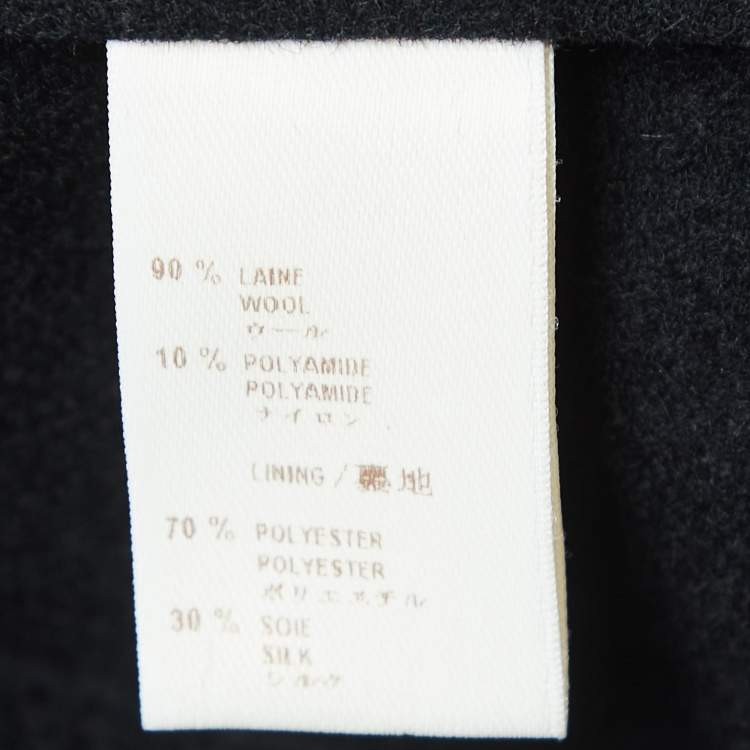 90 % LAINE
WOOL
ウール
10 % POLYAMIDE
POLYAMIDE
ナイロン
LINING / 裏地
70 % POLYESTER
POLYESTER
ポリエステル
30 % SOIE
SILK
シルク